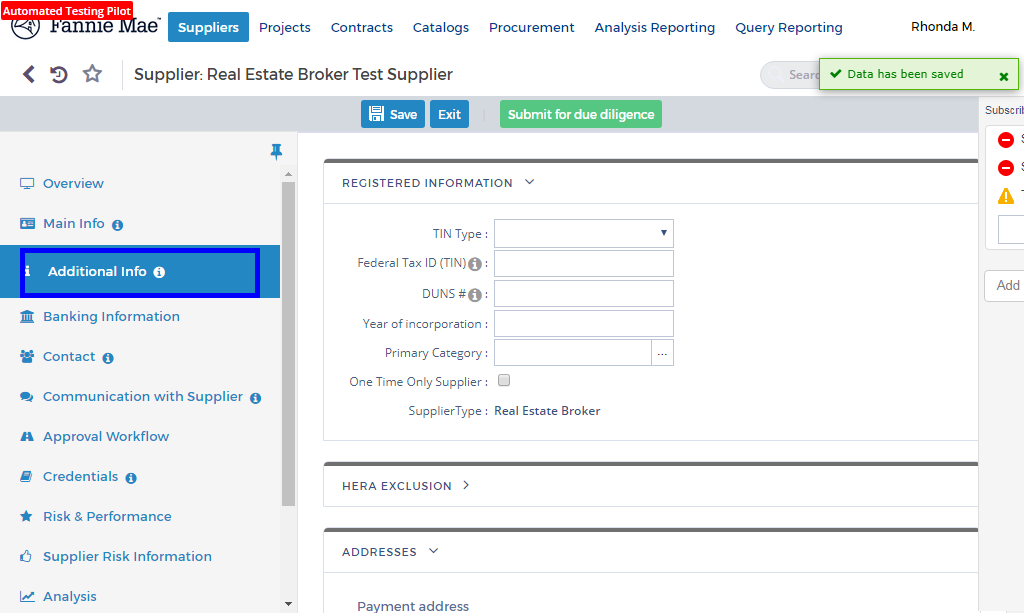 Automated Testing Pilot
Fannie Mae
Suppliers Projects Contracts Catalogs Procurement Analysis Reporting Query Reporting Rhonda M.
Supplier: Real Estate Broker Test Supplier
Data has been saved
Save Exit Submit for due diligence
Overview
Main Info
Additional Info
Banking Information
Contact
Communication with Supplier
Approval Workflow
Credentials
Risk & Performance
Supplier Risk Information
Analysis
REGISTERED INFORMATION
TIN Type :
Federal Tax ID (TIN) :
DUNS # :
Year of incorporation :
Primary Category : ...
One Time Only Supplier :
SupplierType : Real Estate Broker
HERA EXCLUSION
ADDRESSES
Payment address
Add